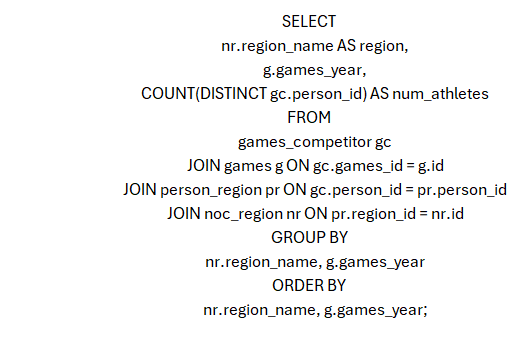 SELECT
nr.region_name AS region,
g.games_year,
COUNT(DISTINCT gc.person_id) AS num_athletes
FROM
games_competitor gc
JOIN games g ON gc.games_id = g.id
JOIN person_region pr ON gc.person_id = pr.person_id
JOIN noc_region nr ON pr.region_id = nr.id
GROUP BY
nr.region_name, g.games_year
ORDER BY
nr.region_name, g.games_year;